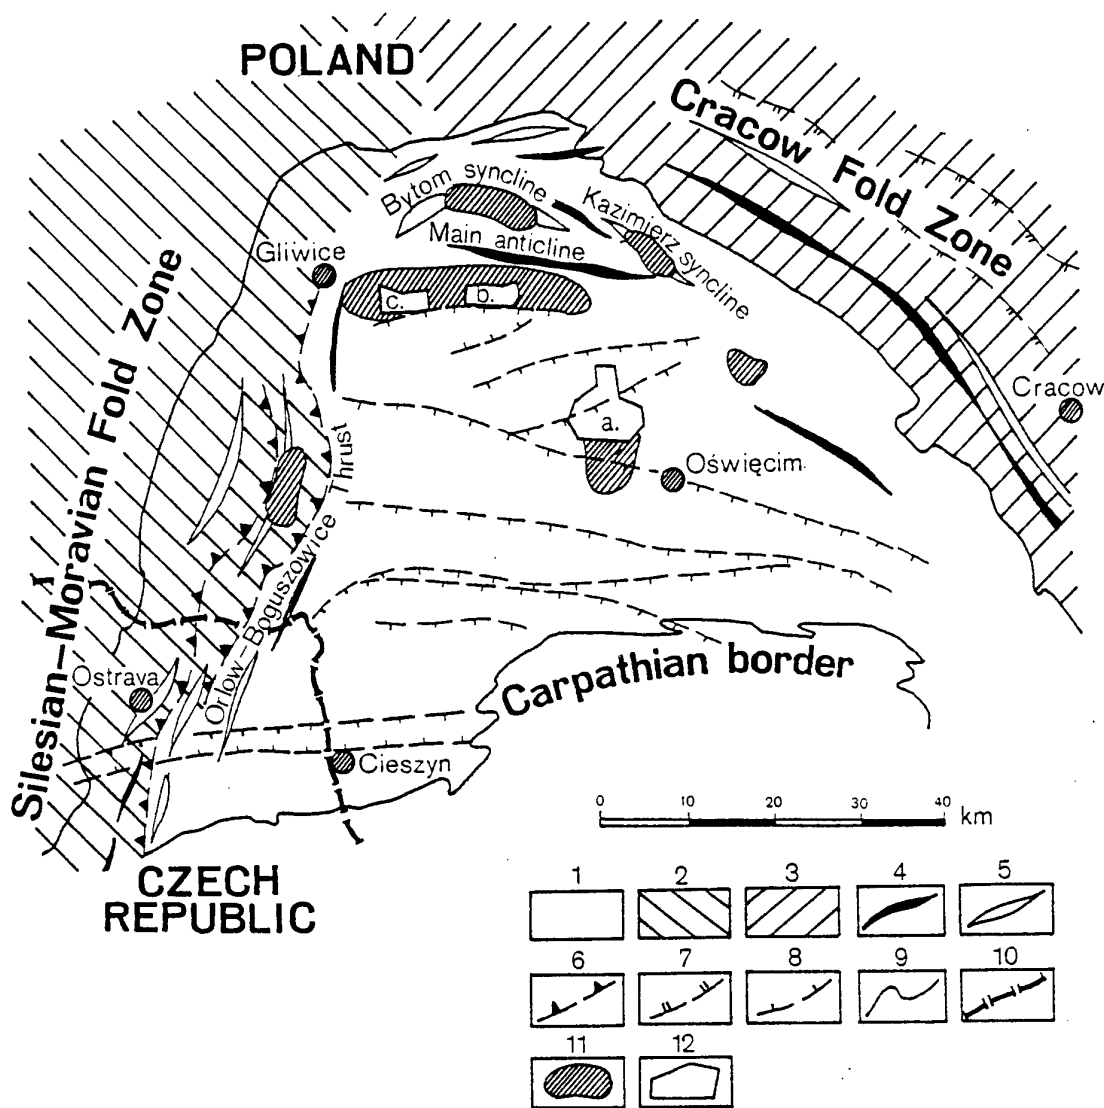 POLAND
Cracow Fold Zone
Bytom syncline
Kazimierz syncline
Main anticline
Gliwice
c.
b.
Cracow
a.
Oświęcim
Silesian-Moravian Fold Zone
Orlow-Boguszowice Thrust
Ostrava
Carpathian border
Cieszyn
0 10 20 30 40 km
CZECH
REPUBLIC
1 2 3 4 5
6 7 8 9 10
11 12